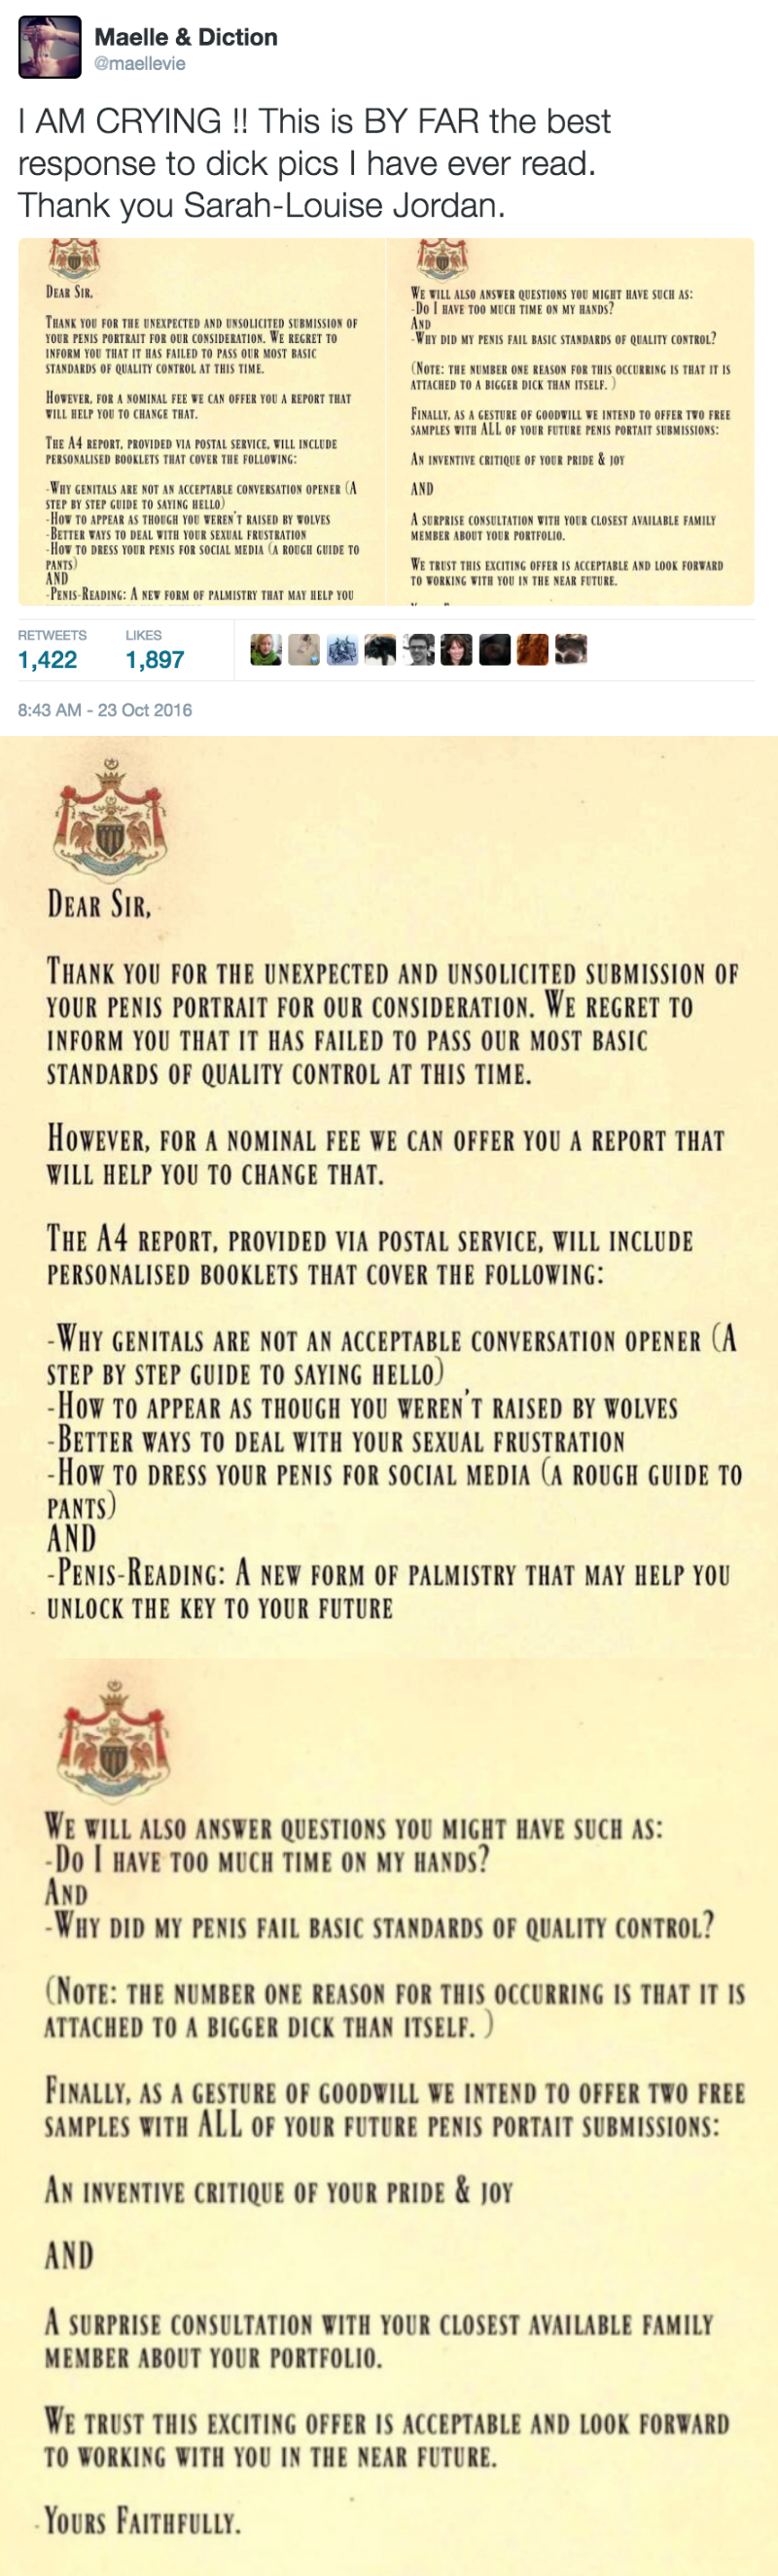 Maelle & Diction
@maellevie
I AM CRYING !! This is BY FAR the best
response to dick pics I have ever read.
Thank you Sarah-Louise Jordan.
DEAR SIR,
THANK YOU FOR THE UNEXPECTED AND UNSOLICITED SUBMISSION OF
YOUR PENIS PORTRAIT FOR OUR CONSIDERATION. WE REGRET TO
INFORM YOU THAT IT HAS FAILED TO PASS OUR MOST BASIC
STANDARDS OF QUALITY CONTROL AT THIS TIME.
HOWEVER, FOR A NOMINAL FEE WE CAN OFFER YOU A REPORT THAT
WILL HELP YOU TO CHANGE THAT.
THE A4 REPORT, PROVIDED VIA POSTAL SERVICE, WILL INCLUDE
PERSONALISED BOOKLETS THAT COVER THE FOLLOWING:
-WHY GENITALS ARE NOT AN ACCEPTABLE CONVERSATION OPENER (A
STEP BY STEP GUIDE TO SAYING HELLO)
-HOW TO APPEAR AS THOUGH YOU WEREN'T RAISED BY WOLVES
-BETTER WAYS TO DEAL WITH YOUR SEXUAL FRUSTRATION
-HOW TO DRESS YOUR PENIS FOR SOCIAL MEDIA (A ROUGH GUIDE TO
PANTS)
AND
-PENIS-READING: A NEW FORM OF PALMISTRY THAT MAY HELP YOU
WE WILL ALSO ANSWER QUESTIONS YOU MIGHT HAVE SUCH AS:
-DO I HAVE TOO MUCH TIME ON MY HANDS?
AND
-WHY DID MY PENIS FAIL BASIC STANDARDS OF QUALITY CONTROL?
(NOTE: THE NUMBER ONE REASON FOR THIS OCCURRING IS THAT IT IS
ATTACHED TO A BIGGER DICK THAN ITSELF. )
FINALLY, AS A GESTURE OF GOODWILL WE INTEND TO OFFER TWO FREE
SAMPLES WITH ALL OF YOUR FUTURE PENIS PORTAIT SUBMISSIONS:
AN INVENTIVE CRITIQUE OF YOUR PRIDE & JOY
AND
A SURPRISE CONSULTATION WITH YOUR CLOSEST AVAILABLE FAMILY
MEMBER ABOUT YOUR PORTFOLIO.
WE TRUST THIS EXCITING OFFER IS ACCEPTABLE AND LOOK FORWARD
TO WORKING WITH YOU IN THE NEAR FUTURE.
RETWEETS LIKES
1,422 1,897
8:43 AM - 23 Oct 2016
DEAR SIR,
THANK YOU FOR THE UNEXPECTED AND UNSOLICITED SUBMISSION OF
YOUR PENIS PORTRAIT FOR OUR CONSIDERATION. WE REGRET TO
INFORM YOU THAT IT HAS FAILED TO PASS OUR MOST BASIC
STANDARDS OF QUALITY CONTROL AT THIS TIME.
HOWEVER, FOR A NOMINAL FEE WE CAN OFFER YOU A REPORT THAT
WILL HELP YOU TO CHANGE THAT.
THE A4 REPORT, PROVIDED VIA POSTAL SERVICE, WILL INCLUDE
PERSONALISED BOOKLETS THAT COVER THE FOLLOWING:
-WHY GENITALS ARE NOT AN ACCEPTABLE CONVERSATION OPENER (A
STEP BY STEP GUIDE TO SAYING HELLO)
-HOW TO APPEAR AS THOUGH YOU WEREN'T RAISED BY WOLVES
-BETTER WAYS TO DEAL WITH YOUR SEXUAL FRUSTRATION
-HOW TO DRESS YOUR PENIS FOR SOCIAL MEDIA (A ROUGH GUIDE TO
PANTS)
AND
-PENIS-READING: A NEW FORM OF PALMISTRY THAT MAY HELP YOU
UNLOCK THE KEY TO YOUR FUTURE
WE WILL ALSO ANSWER QUESTIONS YOU MIGHT HAVE SUCH AS:
-DO I HAVE TOO MUCH TIME ON MY HANDS?
AND
-WHY DID MY PENIS FAIL BASIC STANDARDS OF QUALITY CONTROL?
(NOTE: THE NUMBER ONE REASON FOR THIS OCCURRING IS THAT IT IS
ATTACHED TO A BIGGER DICK THAN ITSELF. )
FINALLY, AS A GESTURE OF GOODWILL WE INTEND TO OFFER TWO FREE
SAMPLES WITH ALL OF YOUR FUTURE PENIS PORTAIT SUBMISSIONS:
AN INVENTIVE CRITIQUE OF YOUR PRIDE & JOY
AND
A SURPRISE CONSULTATION WITH YOUR CLOSEST AVAILABLE FAMILY
MEMBER ABOUT YOUR PORTFOLIO.
WE TRUST THIS EXCITING OFFER IS ACCEPTABLE AND LOOK FORWARD
TO WORKING WITH YOU IN THE NEAR FUTURE.
YOURS FAITHFULLY.